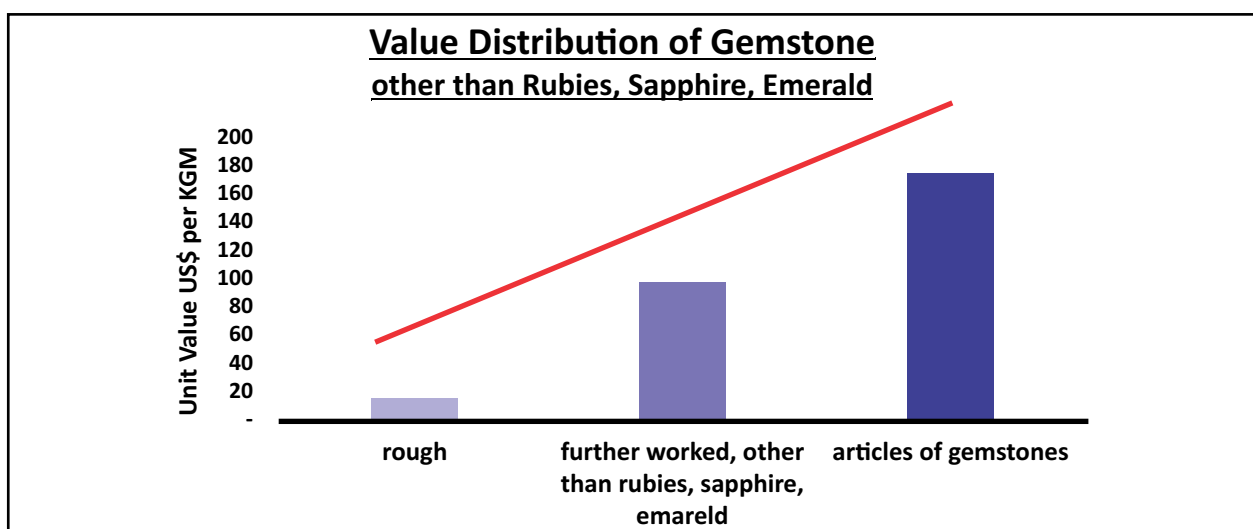 Value Distribution of Gemstone
other than Rubies, Sapphire, Emerald
Unit Value US$ per KGM
200
180
160
140
120
100
80
60
40
20
-
rough
further worked, other
than rubies, sapphire,
emareld
articles of gemstones